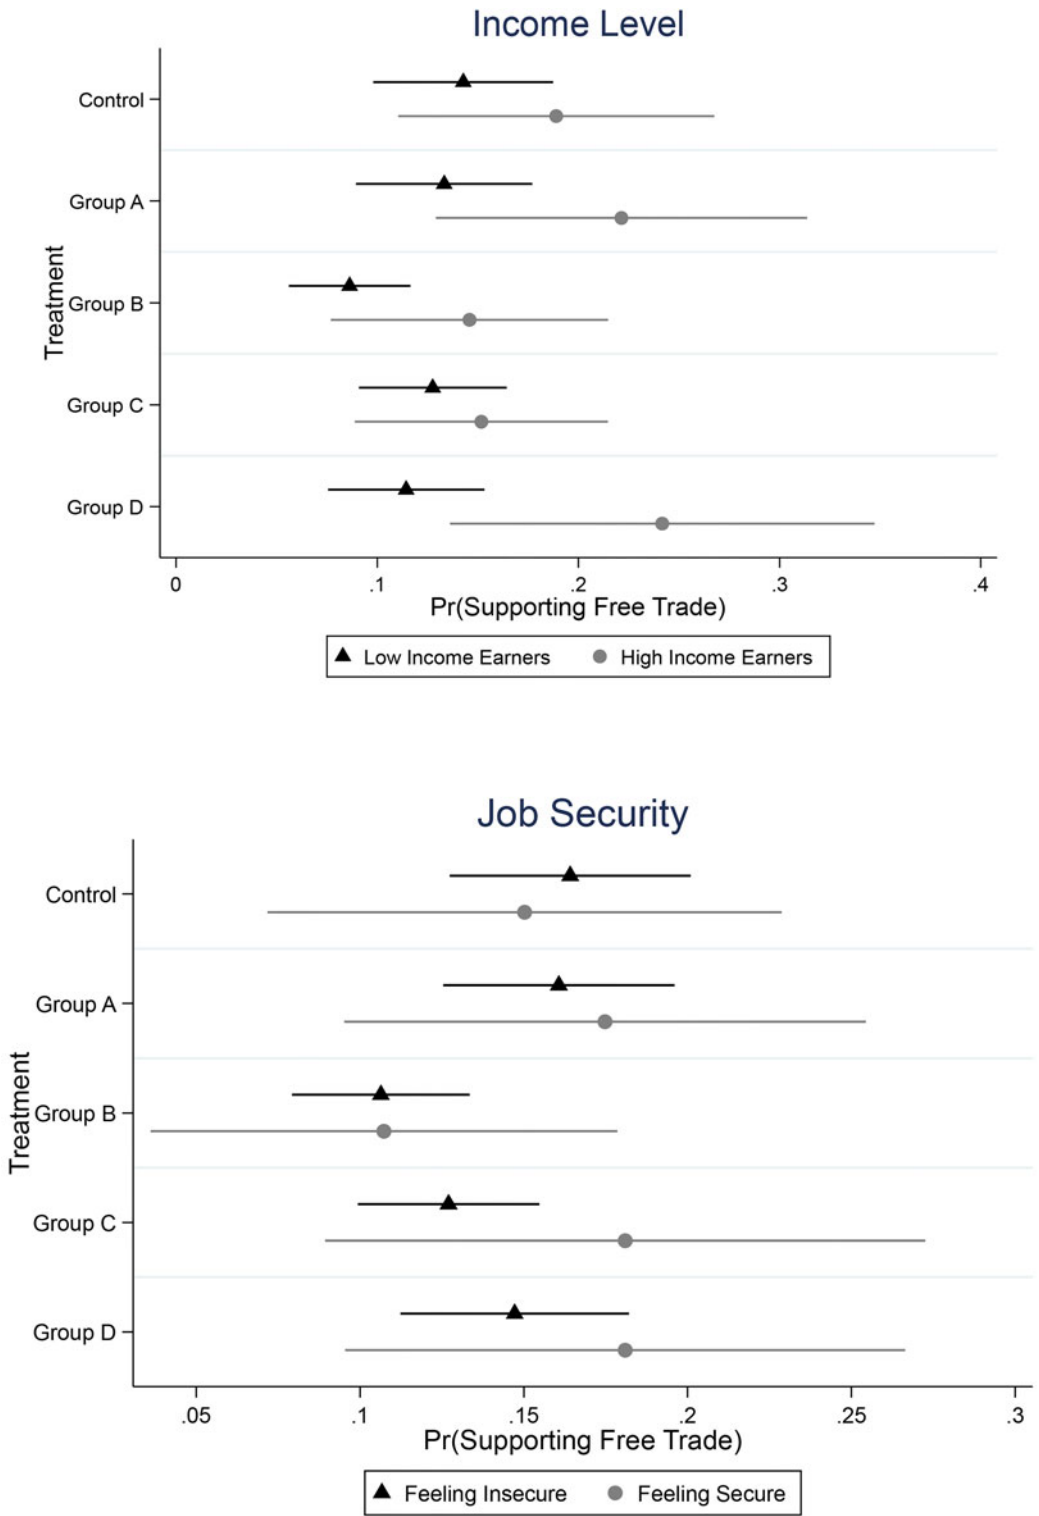 Income Level
Control
Group A
Group B
Group C
Group D
Treatment
0 .1 .2 .3 .4
Pr(Supporting Free Trade)
Low Income Earners High Income Earners
Job Security
Control
Group A
Group B
Group C
Group D
Treatment
.05 .1 .15 .2 .25 .3
Pr(Supporting Free Trade)
Feeling Insecure Feeling Secure